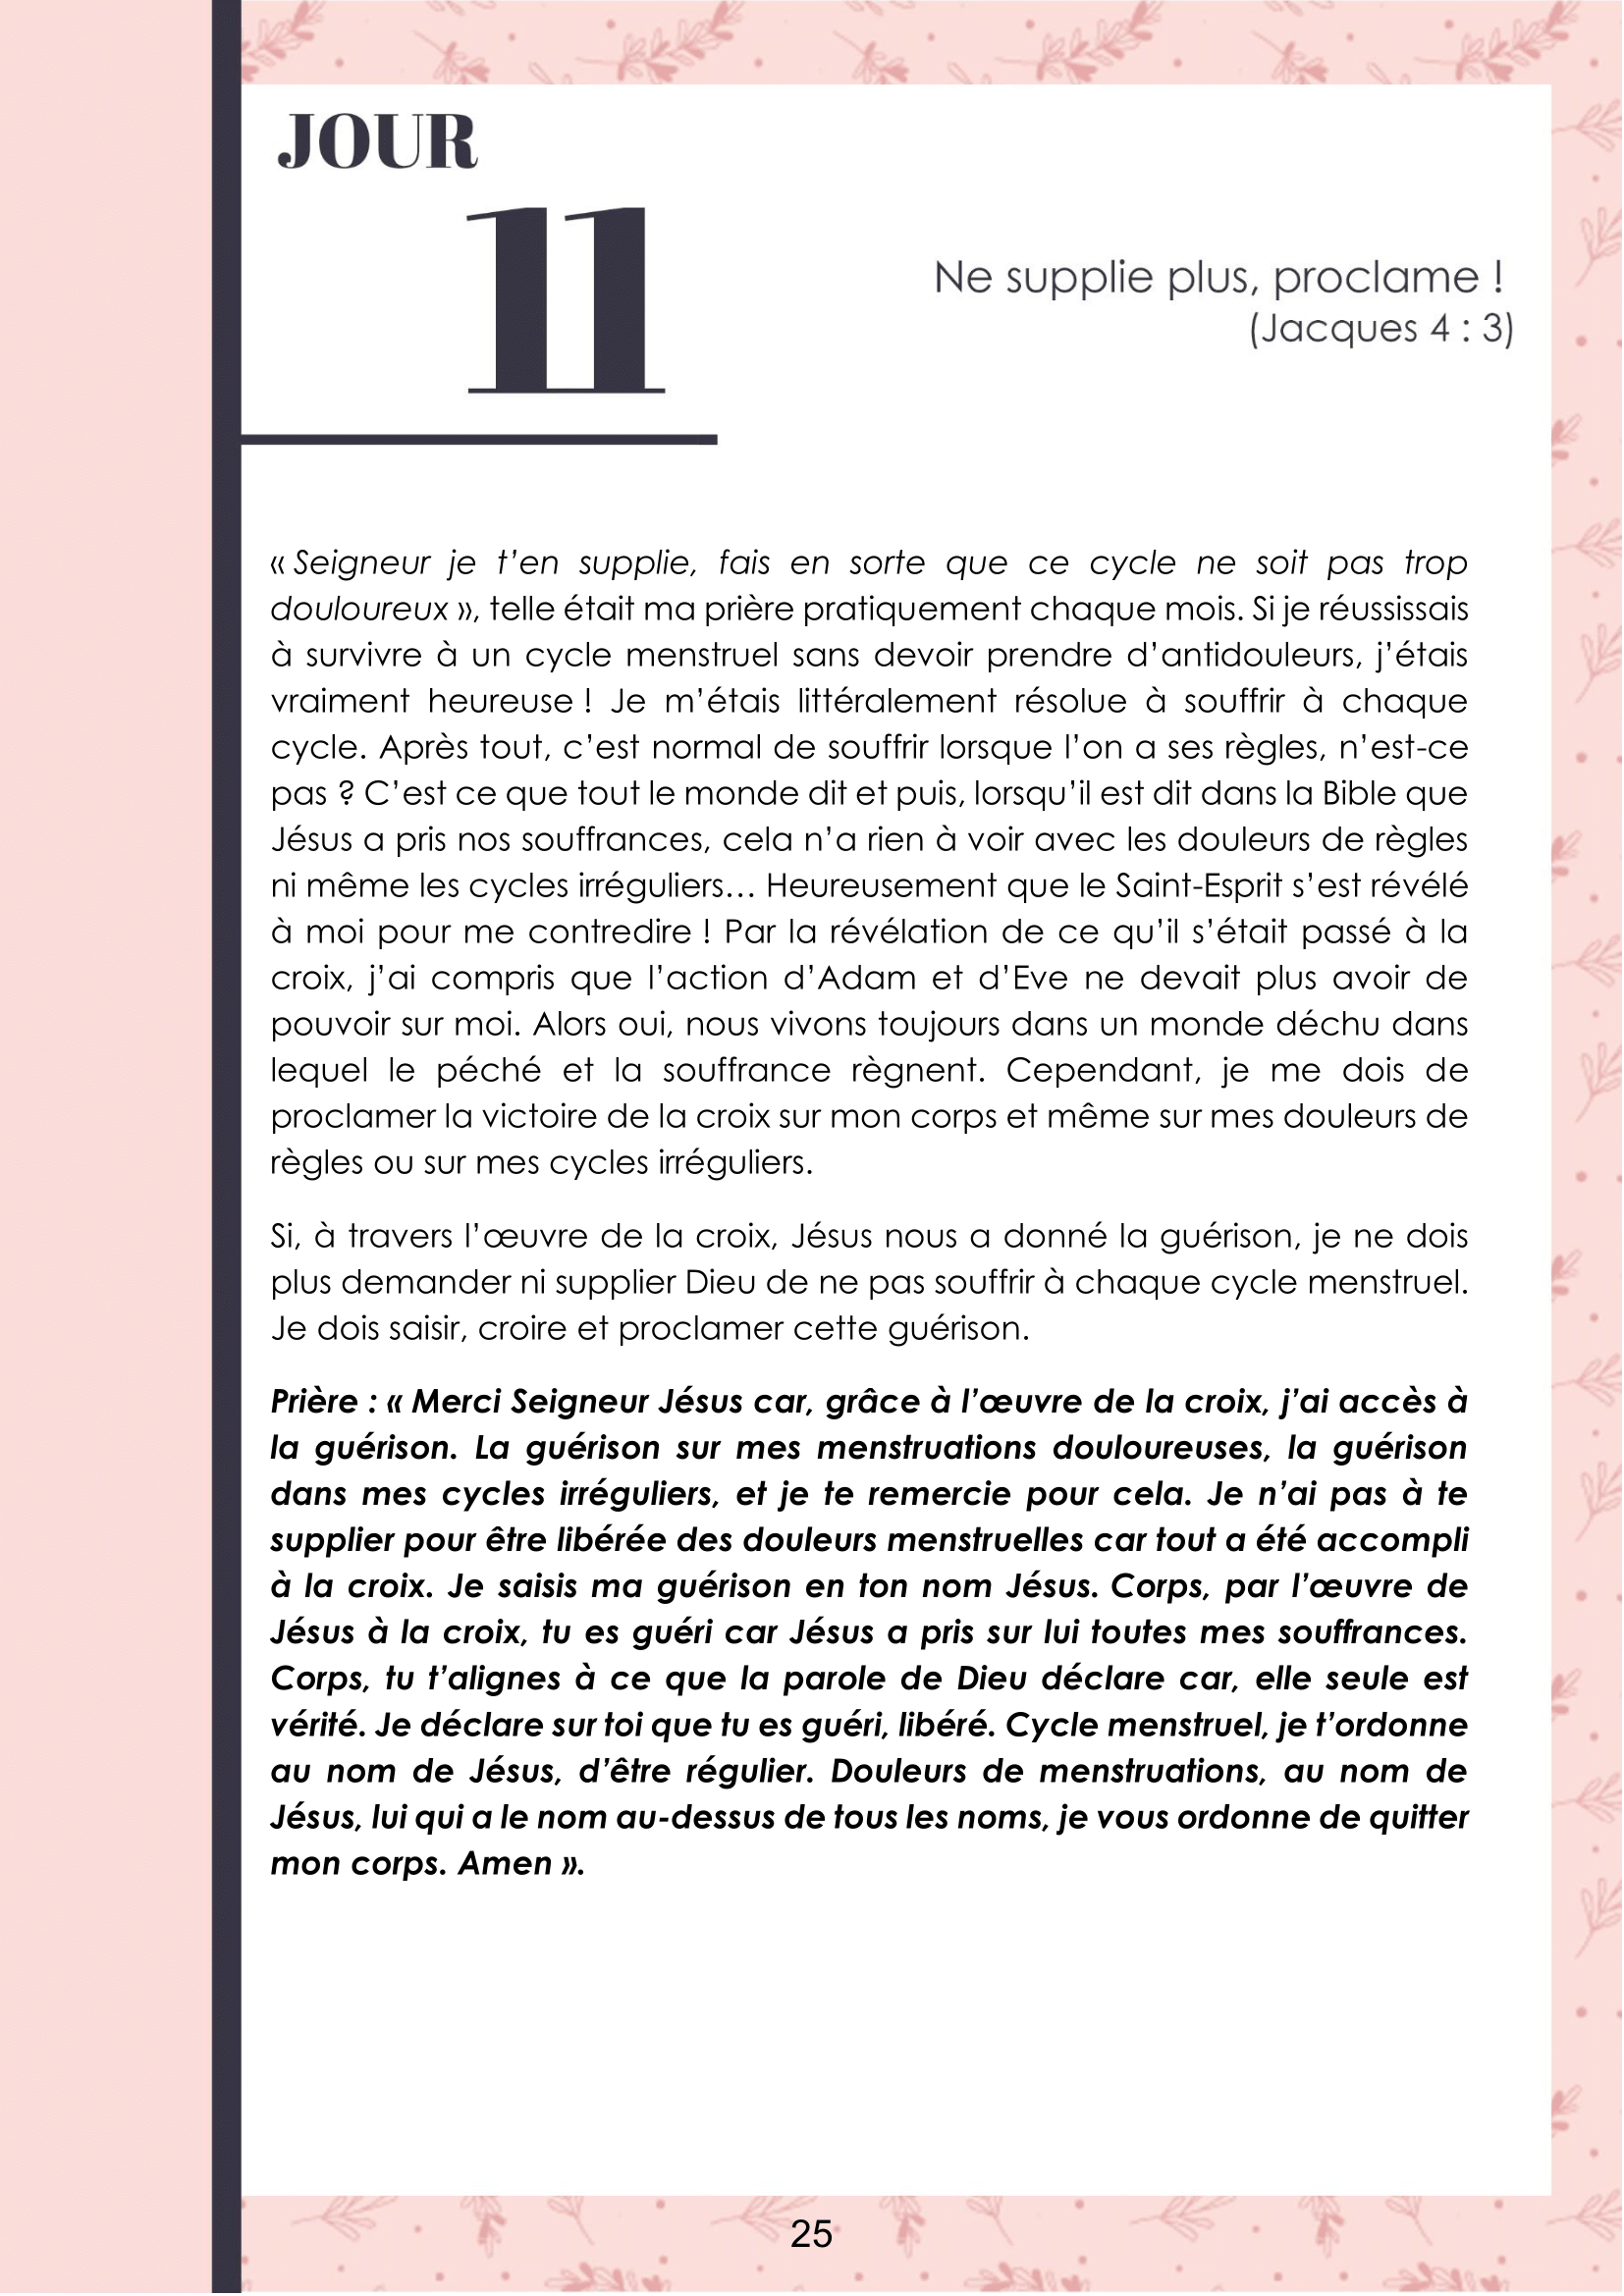 JOUR
11
Ne supplie plus, proclame !
(Jacques 4 : 3)
« Seigneur je t’en supplie, fais en sorte que ce cycle ne soit pas trop
douloureux », telle était ma prière pratiquement chaque mois. Si je réussissais
à survivre à un cycle menstruel sans devoir prendre d’antidouleurs, j’étais
vraiment heureuse ! Je m’étais littéralement résolue à souffrir à chaque
cycle. Après tout, c’est normal de souffrir lorsque l’on a ses règles, n’est-ce
pas ? C’est ce que tout le monde dit et puis, lorsqu’il est dit dans la Bible que
Jésus a pris nos souffrances, cela n’a rien à voir avec les douleurs de règles
ni même les cycles irréguliers… Heureusement que le Saint-Esprit s’est révélé
à moi pour me contredire ! Par la révélation de ce qu’il s’était passé à la
croix, j’ai compris que l’action d’Adam et d’Eve ne devait plus avoir de
pouvoir sur moi. Alors oui, nous vivons toujours dans un monde déchu dans
lequel le péché et la souffrance règnent. Cependant, je me dois de
proclamer la victoire de la croix sur mon corps et même sur mes douleurs de
règles ou sur mes cycles irréguliers.
Si, à travers l’œuvre de la croix, Jésus nous a donné la guérison, je ne dois
plus demander ni supplier Dieu de ne pas souffrir à chaque cycle menstruel.
Je dois saisir, croire et proclamer cette guérison.
Prière : « Merci Seigneur Jésus car, grâce à l’œuvre de la croix, j’ai accès à
la guérison. La guérison sur mes menstruations douloureuses, la guérison
dans mes cycles irréguliers, et je te remercie pour cela. Je n’ai pas à te
supplier pour être libérée des douleurs menstruelles car tout a été accompli
à la croix. Je saisis ma guérison en ton nom Jésus. Corps, par l’œuvre de
Jésus à la croix, tu es guéri car Jésus a pris sur lui toutes mes souffrances.
Corps, tu t’alignes à ce que la parole de Dieu déclare car, elle seule est
vérité. Je déclare sur toi que tu es guéri, libéré. Cycle menstruel, je t’ordonne
au nom de Jésus, d’être régulier. Douleurs de menstruations, au nom de
Jésus, lui qui a le nom au-dessus de tous les noms, je vous ordonne de quitter
mon corps. Amen ».
25